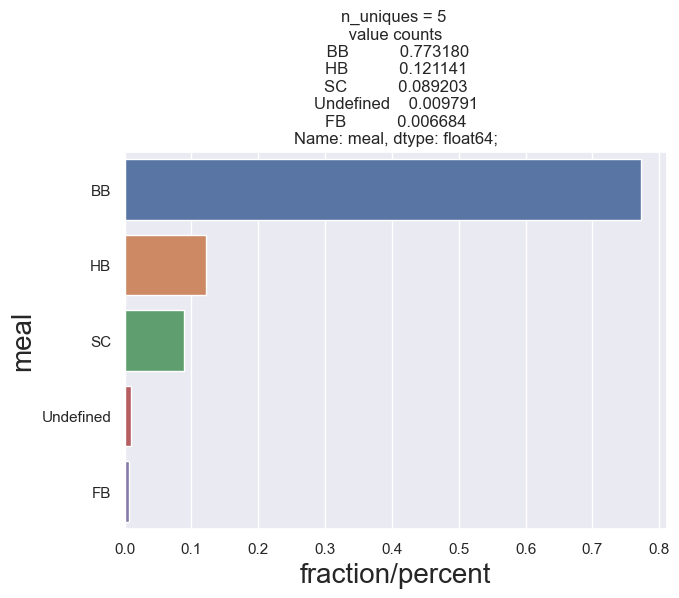 n_uniques = 5
value counts
BB 0.773180
HB 0.121141
SC 0.089203
Undefined 0.009791
FB 0.006684
Name: meal, dtype: float64;
BB
HB
SC
Undefined
FB
meal
0.0 0.1 0.2 0.3 0.4 0.5 0.6 0.7 0.8
fraction/percent